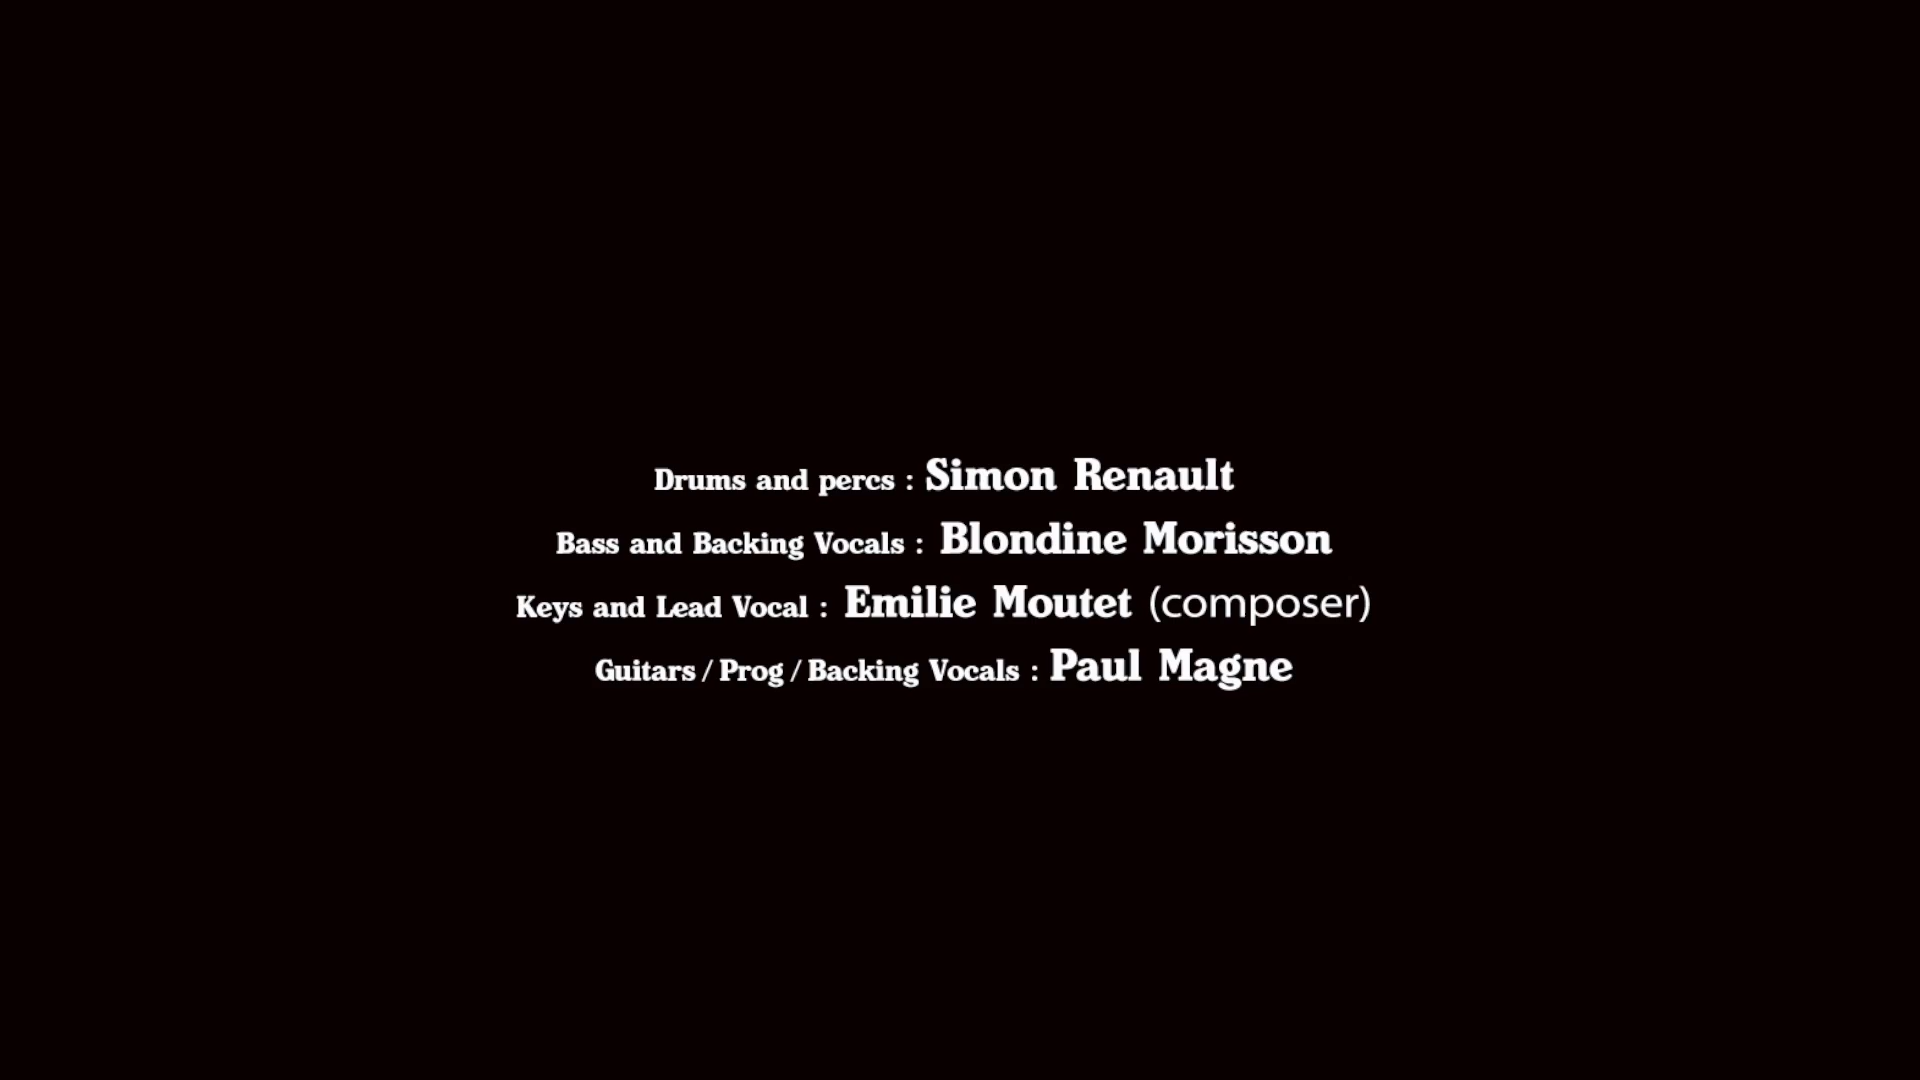 Drums and percs : Simon Renault
Bass and Backing Vocals : Blondine Morisson
Keys and Lead Vocal : Emilie Moutet (composer)
Guitars / Prog / Backing Vocals : Paul Magne